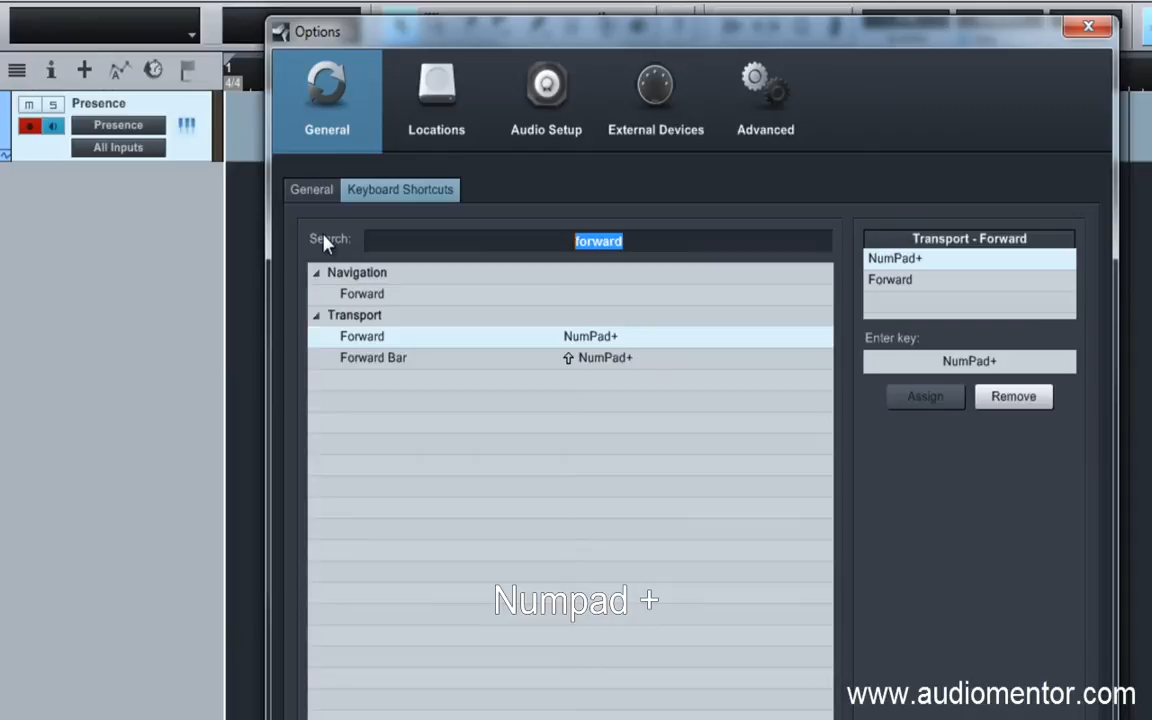 Options
1
4/4
M S Presence
Presence
All Inputs
General
Locations
Audio Setup
External Devices
Advanced
General
Keyboard Shortcuts
Search:
forward
Navigation
Forward
Transport
Forward NumPad+
Forward Bar ⇧ NumPad+
Transport - Forward
NumPad+
Forward
Enter key:
NumPad+
Assign
Remove
Numpad +
www.audiomentor.com